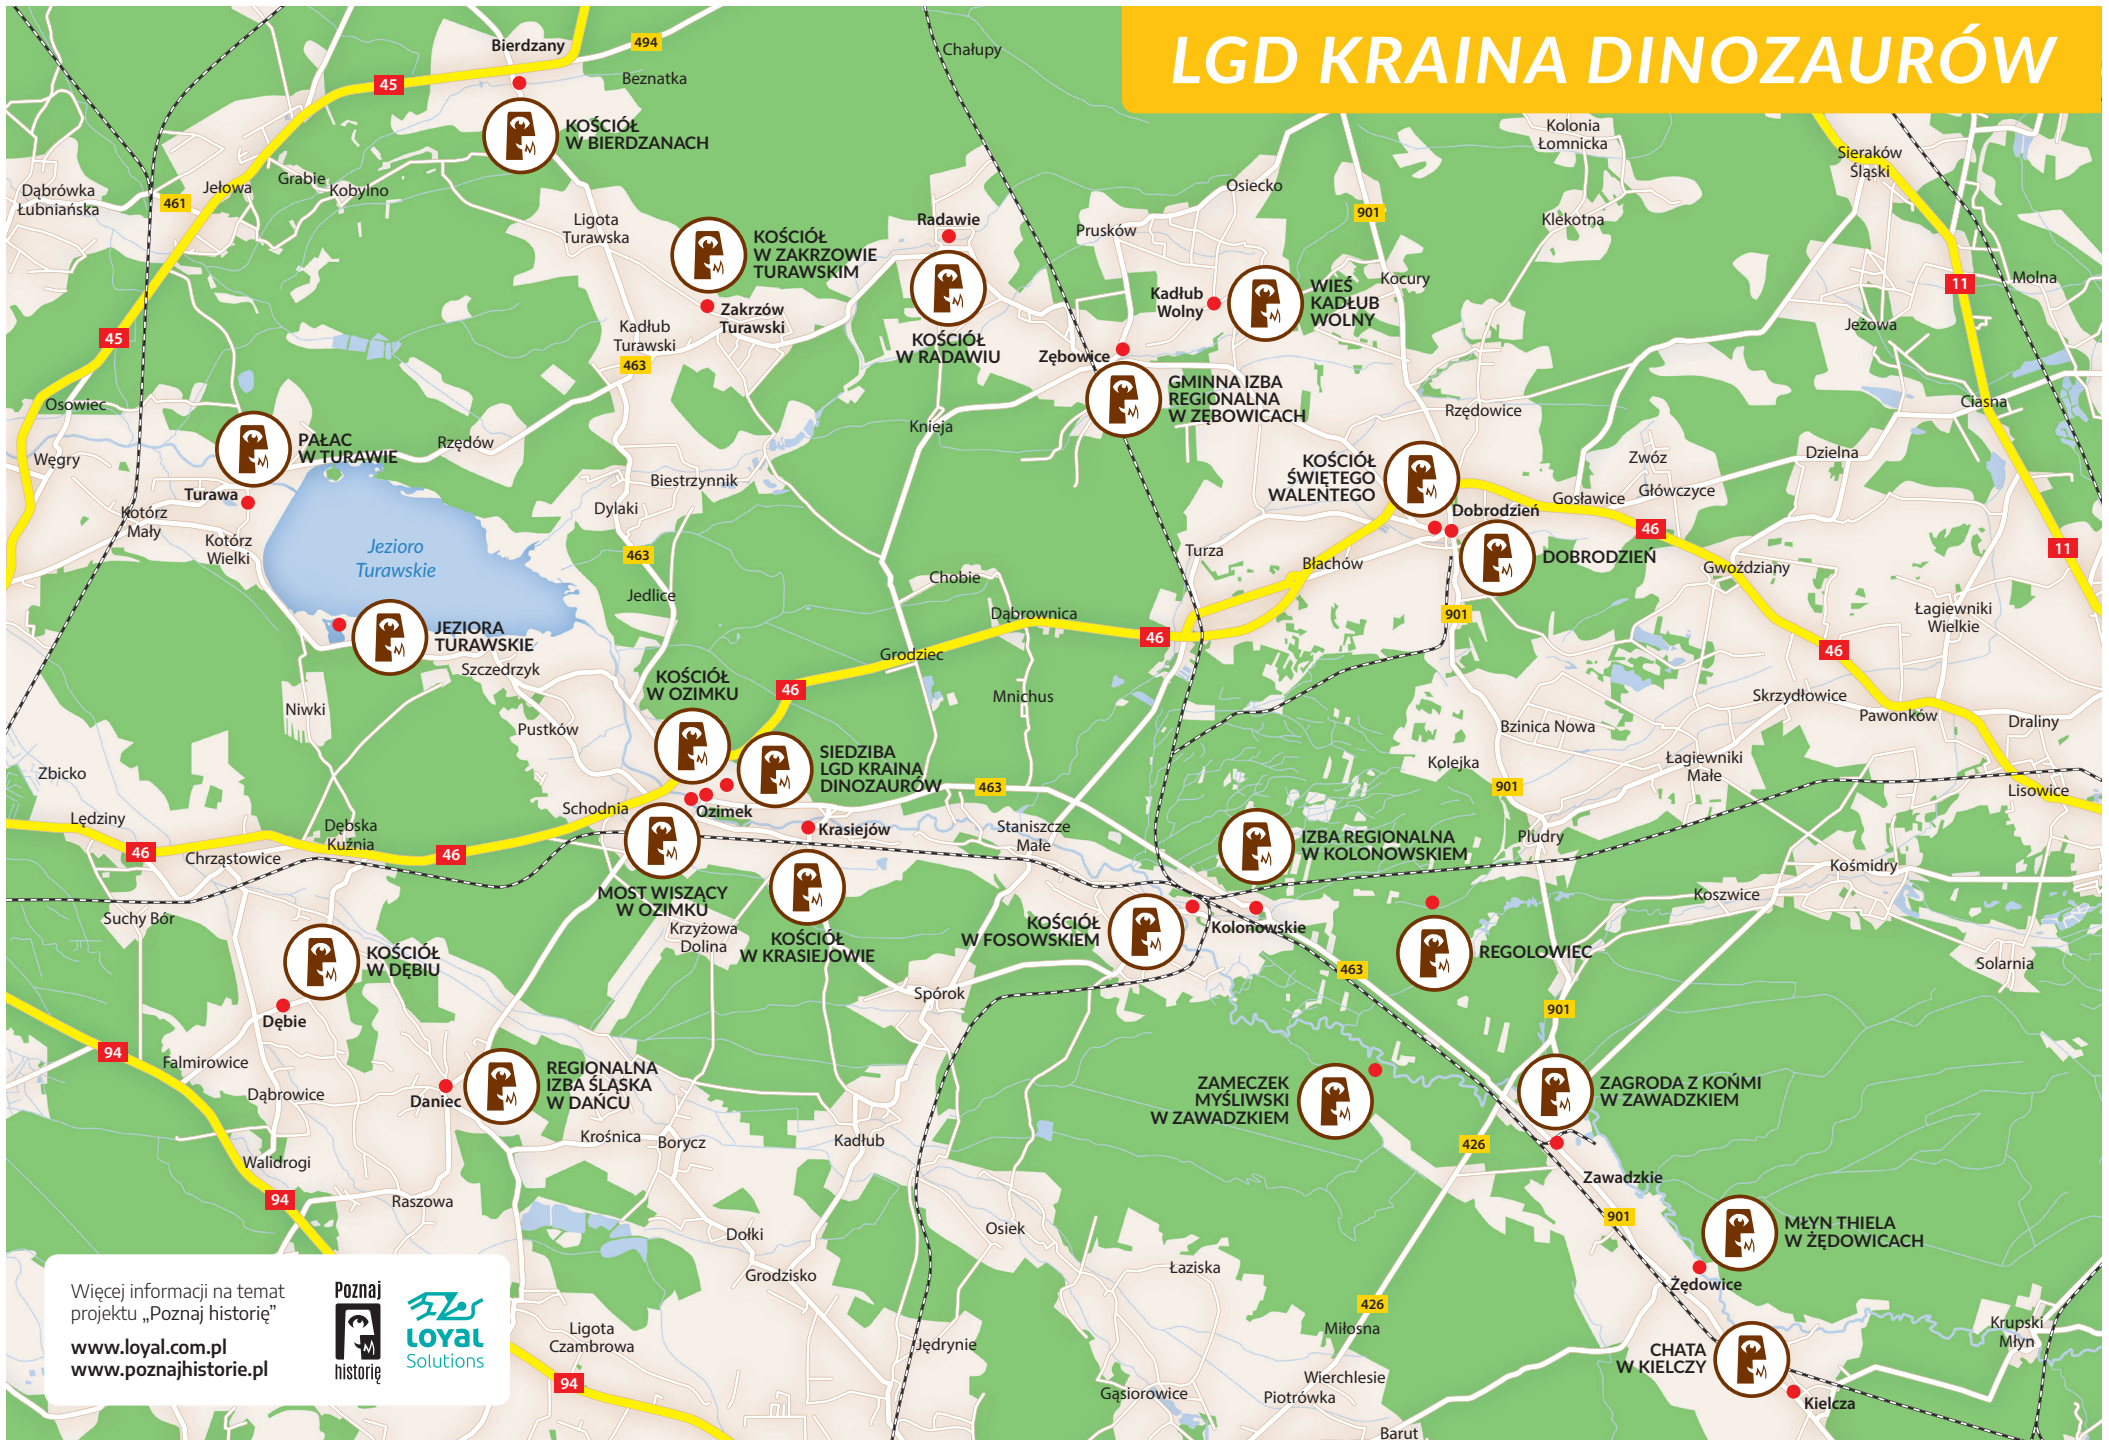 LGD KRAINA DINOZAURÓW
Bierdzany
494
Beznatka
45
Chałupy
KOŚCIÓŁ
W BIERDZANACH
Kolonia
Łomnicka
Sieraków
Śląski
Dąbrówka
Łubniańska
461
Jełowa
Grabie
Kobylno
Ligota
Turawska
KOŚCIÓŁ
W ZAKRZOWIE
TURAWSKIM
Radawie
Osiecko
Prusków
901
Klekotna
Zakrzów
Turawski
Kadłub
Wolny
WIEŚ
KADŁUB
WOLNY
Kocury
11
Molna
45
Kadłub
Turawski
463
KOŚCIÓŁ
W RADAWIU
Zębowice
Jeżowa
GMINNA IZBA
REGIONALNA
W ZĘBOWICACH
Osowiec
Rzędowice
Ciasna
Węgry
PAŁAC
W TURAWIE
Rzędów
Knieja
Turawa
Biestrzynnik
KOŚCIÓŁ
ŚWIĘTEGO
WALENTEGO
Zwóz
Dzielna
Gosławice
Główczyce
Kotórz
Mały
Kotórz
Wielki
Dylaki
Dobrodzień
46
Jezioro
Turawskie
463
Turza
Błachów
DOBRODZIEŃ
Gwoździany
11
Jedlice
Chobie
Dąbrownica
901
Łagiewniki
Wielkie
JEZIORA
TURAWSKIE
46
46
Szczedrzyk
Grodziec
KOŚCIÓŁ
W OZIMKU
46
Mnichus
Skrzydłowice
Pawonków
Draliny
Niwki
Pustków
Bzinica Nowa
SIEDZIBA
LGD KRAINA
DINOZAURÓW
Zbicko
Kolejka
Łagiewniki
Małe
463
901
Lisowice
Lędziny
Schodnia
Ozimek
Dębska
Kuźnia
Krasiejów
Staniszcze
Małe
IZBA REGIONALNA
W KOLONOWSKIEM
Pludry
46
Chrząstowice
46
Kośmidry
MOST WISZĄCY
W OZIMKU
Koszwice
Suchy Bór
Krzyżowa
Dolina
KOŚCIÓŁ
W KRASIEJOWIE
KOŚCIÓŁ
W FOSOWSKIEM
Kolonowskie
KOŚCIÓŁ
W DĘBIU
REGOLOWIEC
463
Solarnia
Spórok
Dębie
901
94
Falmirowice
REGIONALNA
IZBA ŚLĄSKA
W DAŃCU
Dąbrowice
Daniec
ZAMECZEK
MYŚLIWSKI
W ZAWADZKIEM
ZAGRODA Z KOŃMI
W ZAWADZKIEM
Krośnica
Borycz
Kadłub
426
Walidrogi
Zawadzkie
94
Raszowa
901
MŁYN THIELA
W ŻĘDOWICACH
Dołki
Osiek
Łaziska
Żędowice
Grodzisko
426
Ligota
Czambrowa
Miłosna
Krupski
Młyn
Jędrynie
CHATA
W KIELCZY
94
Gąsiorowice
Wierchlesie
Piotrówka
Kielcza
Barut
Więcej informacji na temat
projektu „Poznaj historię”
www.loyal.com.pl
www.poznajhistorie.pl
Poznaj
historię
LOYAL
Solutions